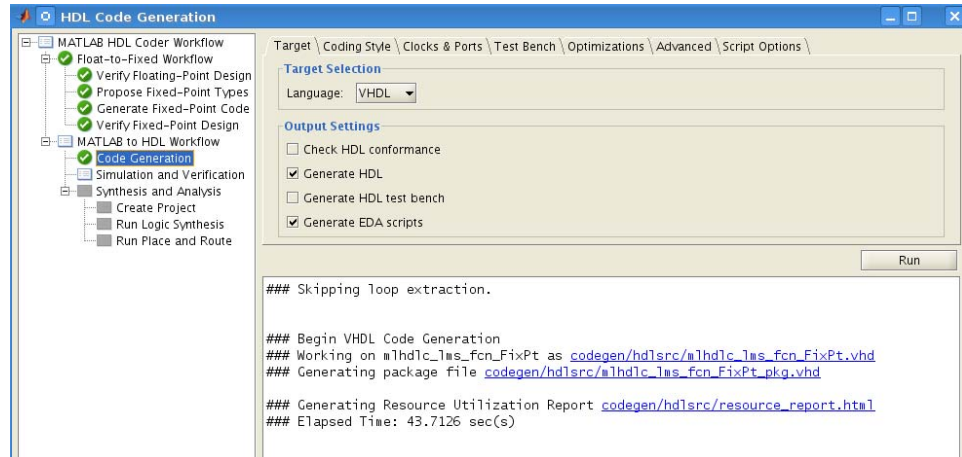 HDL Code Generation
MATLAB HDL Coder Workflow
Float-to-Fixed Workflow
Verify Floating-Point Design
Propose Fixed-Point Types
Generate Fixed-Point Code
Verify Fixed-Point Design
MATLAB to HDL Workflow
Code Generation
Simulation and Verification
Synthesis and Analysis
Create Project
Run Logic Synthesis
Run Place and Route
Target \ Coding Style \ Clocks & Ports \ Test Bench \ Optimizations \ Advanced \ Script Options \
Target Selection
Language: VHDL
Output Settings
Check HDL conformance
Generate HDL
Generate HDL test bench
Generate EDA scripts
Run
### Skipping loop extraction.
### Begin VHDL Code Generation
### Working on mlhdlc_lms_fcn_FixPt as codegen/hdlsrc/mlhdlc_lms_fcn_FixPt.vhd
### Generating package file codegen/hdlsrc/mlhdlc_lms_fcn_FixPt_pkg.vhd
### Generating Resource Utilization Report codegen/hdlsrc/resource_report.html
### Elapsed Time: 43.7126 sec(s)